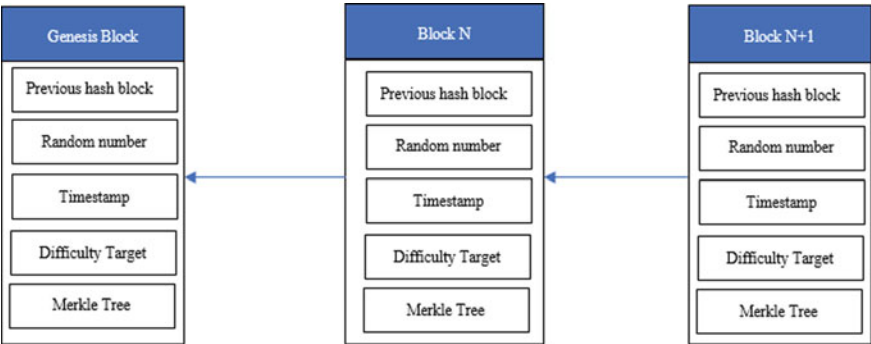 Genesis Block
Previous hash block
Random number
Timestamp
Difficulty Target
Merkle Tree
Block N
Previous hash block
Random number
Timestamp
Difficulty Target
Merkle Tree
Block N+1
Previous hash block
Random number
Timestamp
Difficulty Target
Merkle Tree